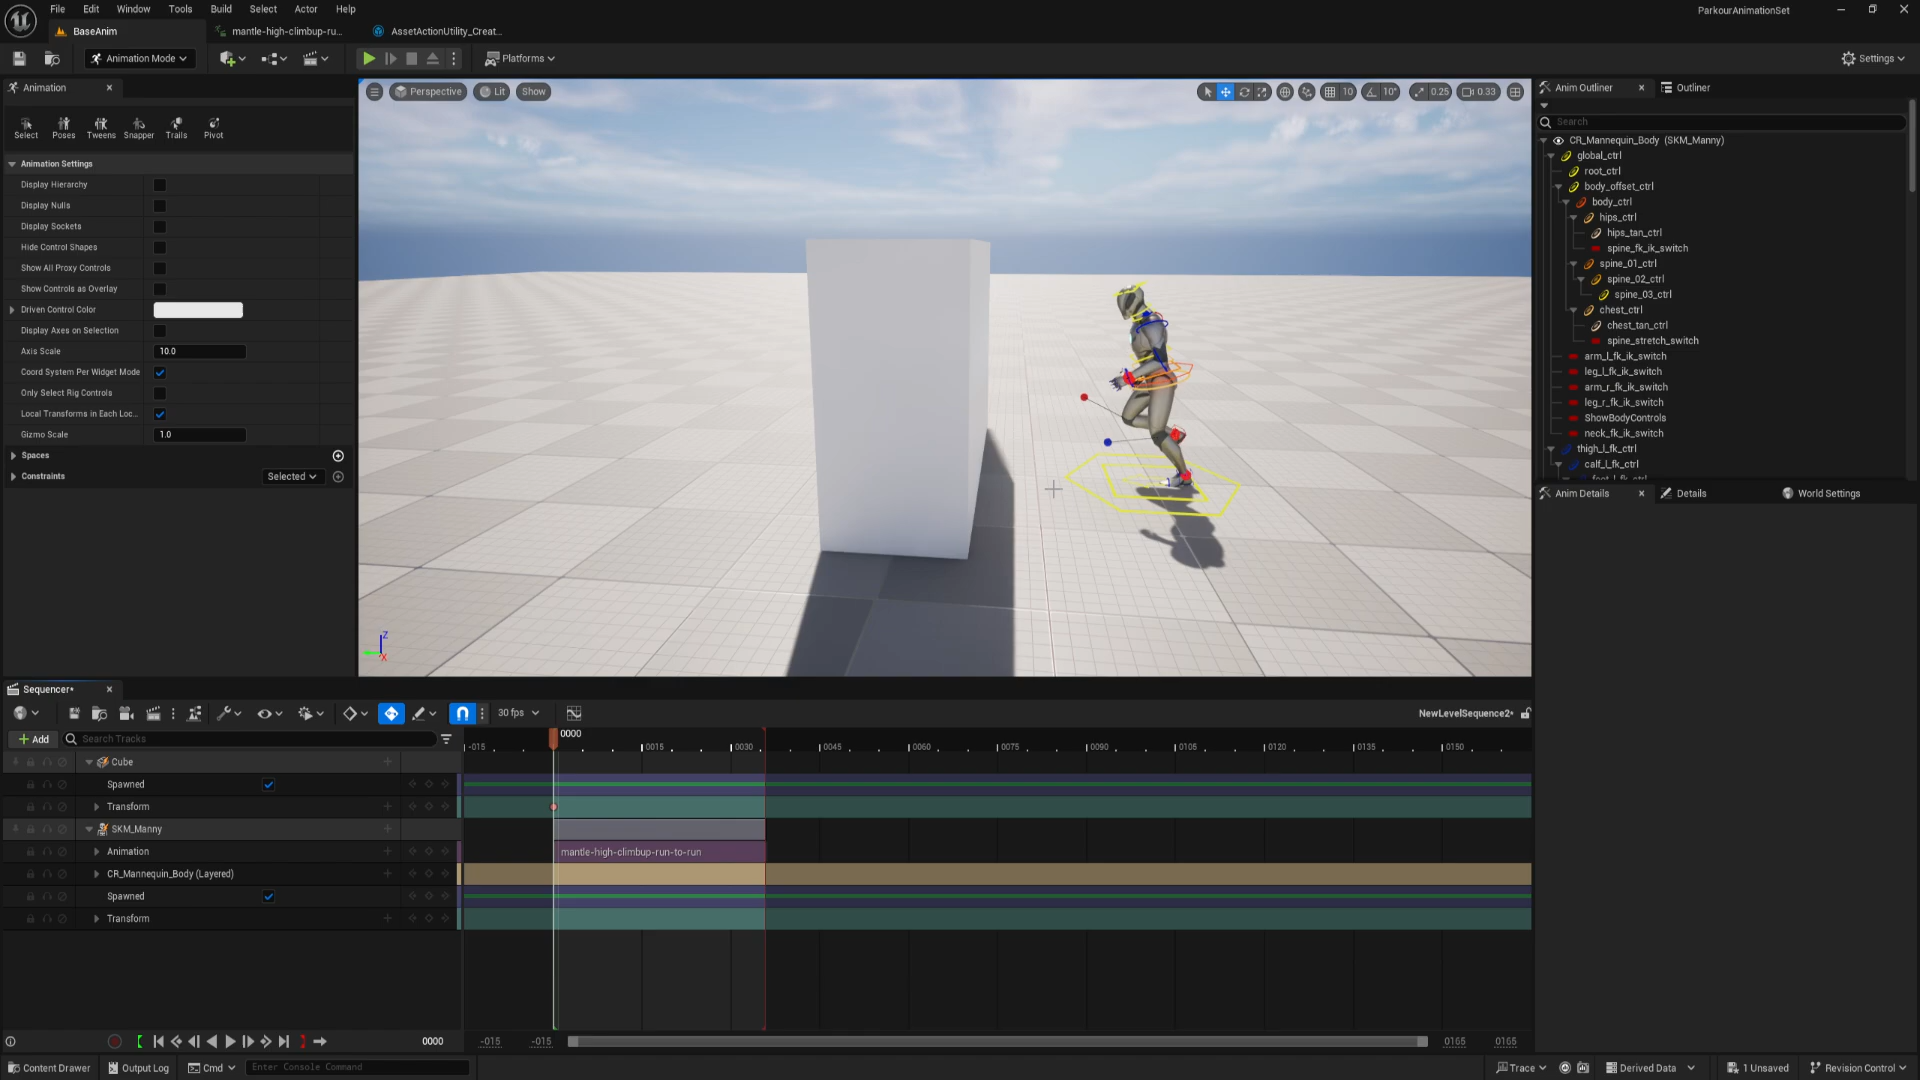 File Edit Window Tools Build Select Actor Help
ParkourAnimationSet
BaseAnim
mantle-high-climbup-ru...
AssetActionUtility_Creat...
Animation Mode
Platforms
Settings
Animation
Select Poses Tweens Snapper Trails Pivot
Animation Settings
Display Hierarchy
Display Nulls
Display Sockets
Hide Control Shapes
Show All Proxy Controls
Show Controls as Overlay
Driven Control Color
Display Axes on Selection
Axis Scale 10.0
Coord System Per Widget Mode
Only Select Rig Controls
Local Transforms in Each Loc...
Gizmo Scale 1.0
Spaces
Constraints Selected
Perspective Lit Show
10 10° 0.25 0.33
Z
X
Anim Outliner
Outliner
Search
CR_Mannequin_Body (SKM_Manny)
global_ctrl
root_ctrl
body_offset_ctrl
body_ctrl
hips_ctrl
hips_tan_ctrl
spine_fk_ik_switch
spine_01_ctrl
spine_02_ctrl
spine_03_ctrl
chest_ctrl
chest_tan_ctrl
spine_stretch_switch
arm_l_fk_ik_switch
leg_l_fk_ik_switch
arm_r_fk_ik_switch
leg_r_fk_ik_switch
ShowBodyControls
neck_fk_ik_switch
thigh_l_fk_ctrl
calf_l_fk_ctrl
foot_l_fk_ctrl
Anim Details
Details
World Settings
Sequencer*
30 fps
NewLevelSequence2*
Add
Search Tracks
0000
-015 0015 0030 0045 0060 0075 0090 0105 0120 0135 0150
Cube
Spawned
Transform
SKM_Manny
Animation
mantle-high-climbup-run-to-run
CR_Mannequin_Body (Layered)
Spawned
Transform
0000 -015 -015 0165 0165
Content Drawer
Output Log
Cmd
Enter Console Command
Trace
Derived Data
1 Unsaved
Revision Control